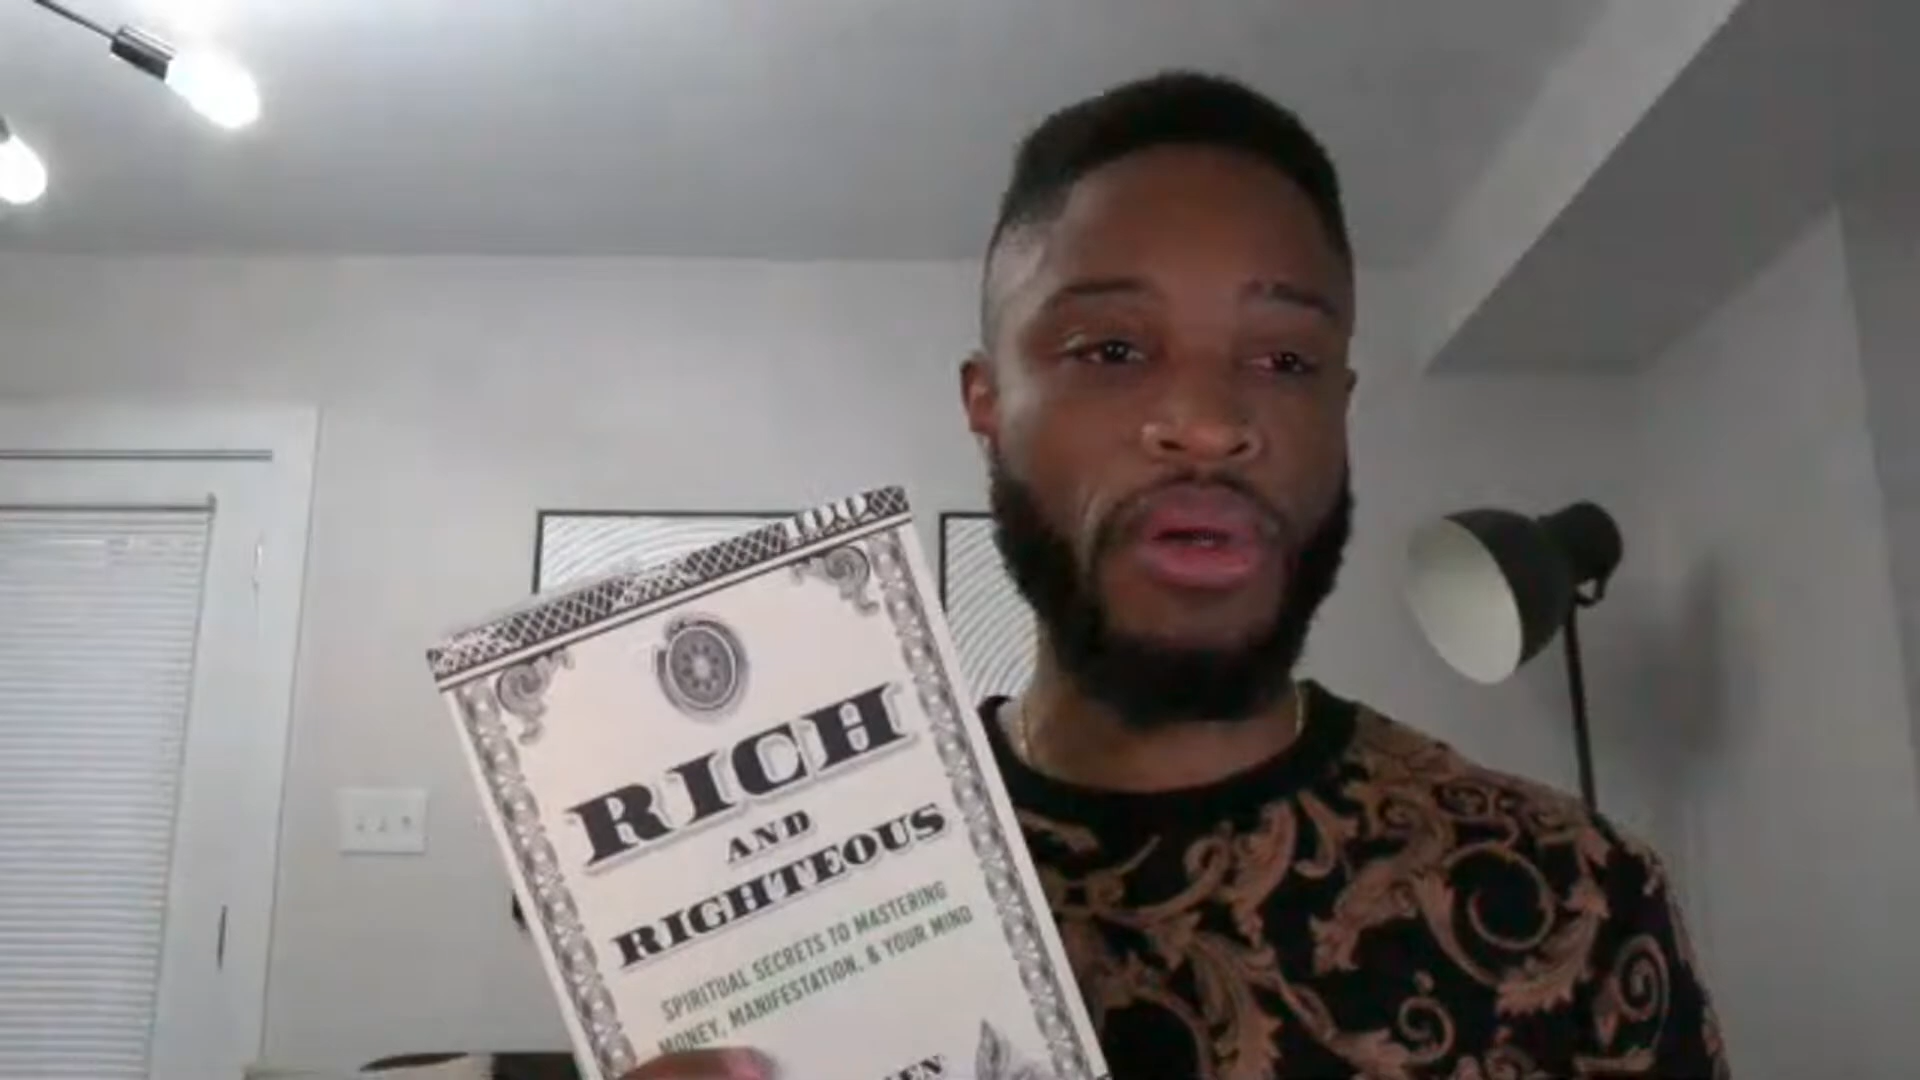 100
RICH
AND
RIGHTEOUS
SPIRITUAL SECRETS TO MASTERING
MONEY, MANIFESTATION, & YOUR MIND